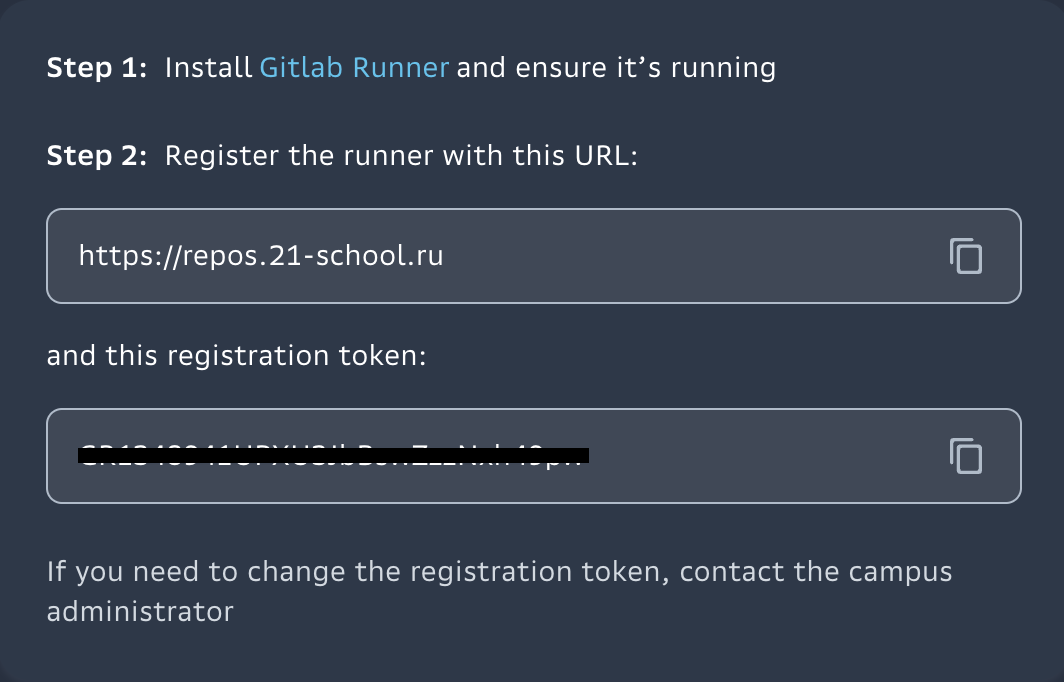 Step 1: Install Gitlab Runner and ensure it’s running
Step 2: Register the runner with this URL:
https://repos.21-school.ru
and this registration token:
If you need to change the registration token, contact the campus
administrator